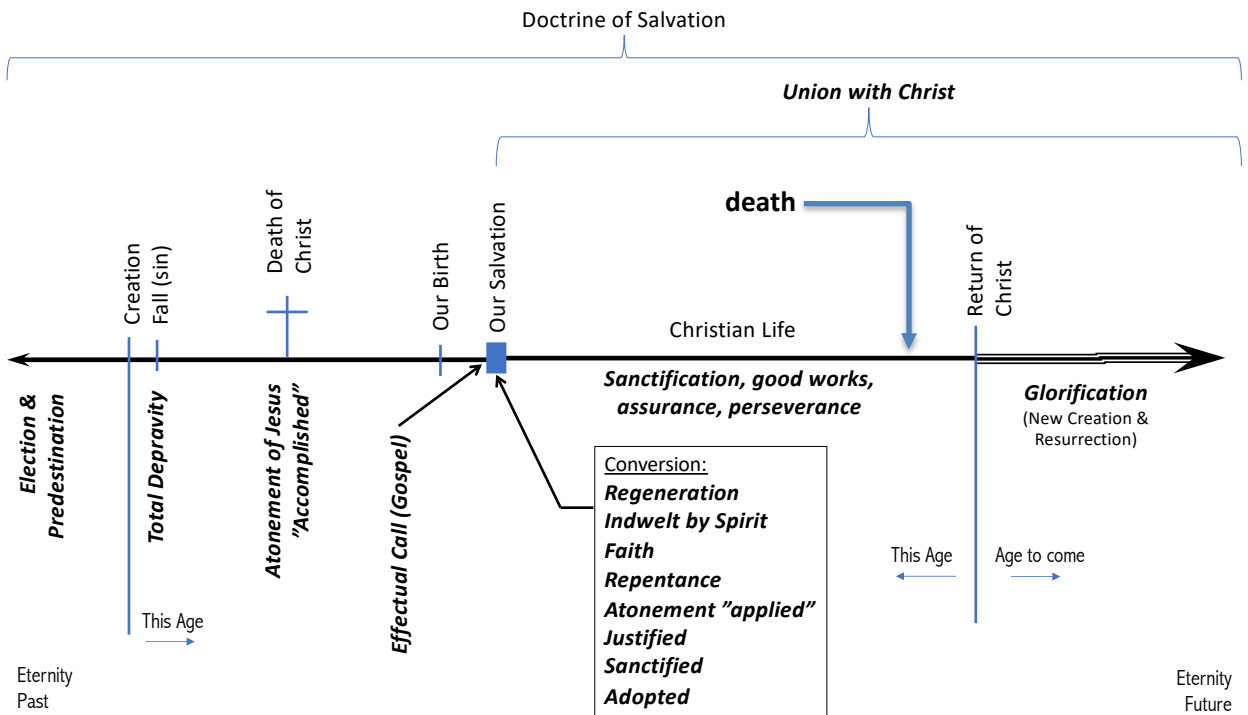 Doctrine of Salvation
Union with Christ
death
Creation
Fall (sin)
Death of
Christ
Our Birth
Our Salvation
Return of
Christ
Christian Life
Election &
Predestination
Total Depravity
Atonement of Jesus
”Accomplished”
Effectual Call (Gospel)
Sanctification, good works,
assurance, perseverance
Glorification
(New Creation &
Resurrection)
Conversion:
Regeneration
Indwelt by Spirit
Faith
Repentance
Atonement ”applied”
Justified
Sanctified
Adopted
This Age
Age to come
This Age
Eternity
Past
Eternity
Future